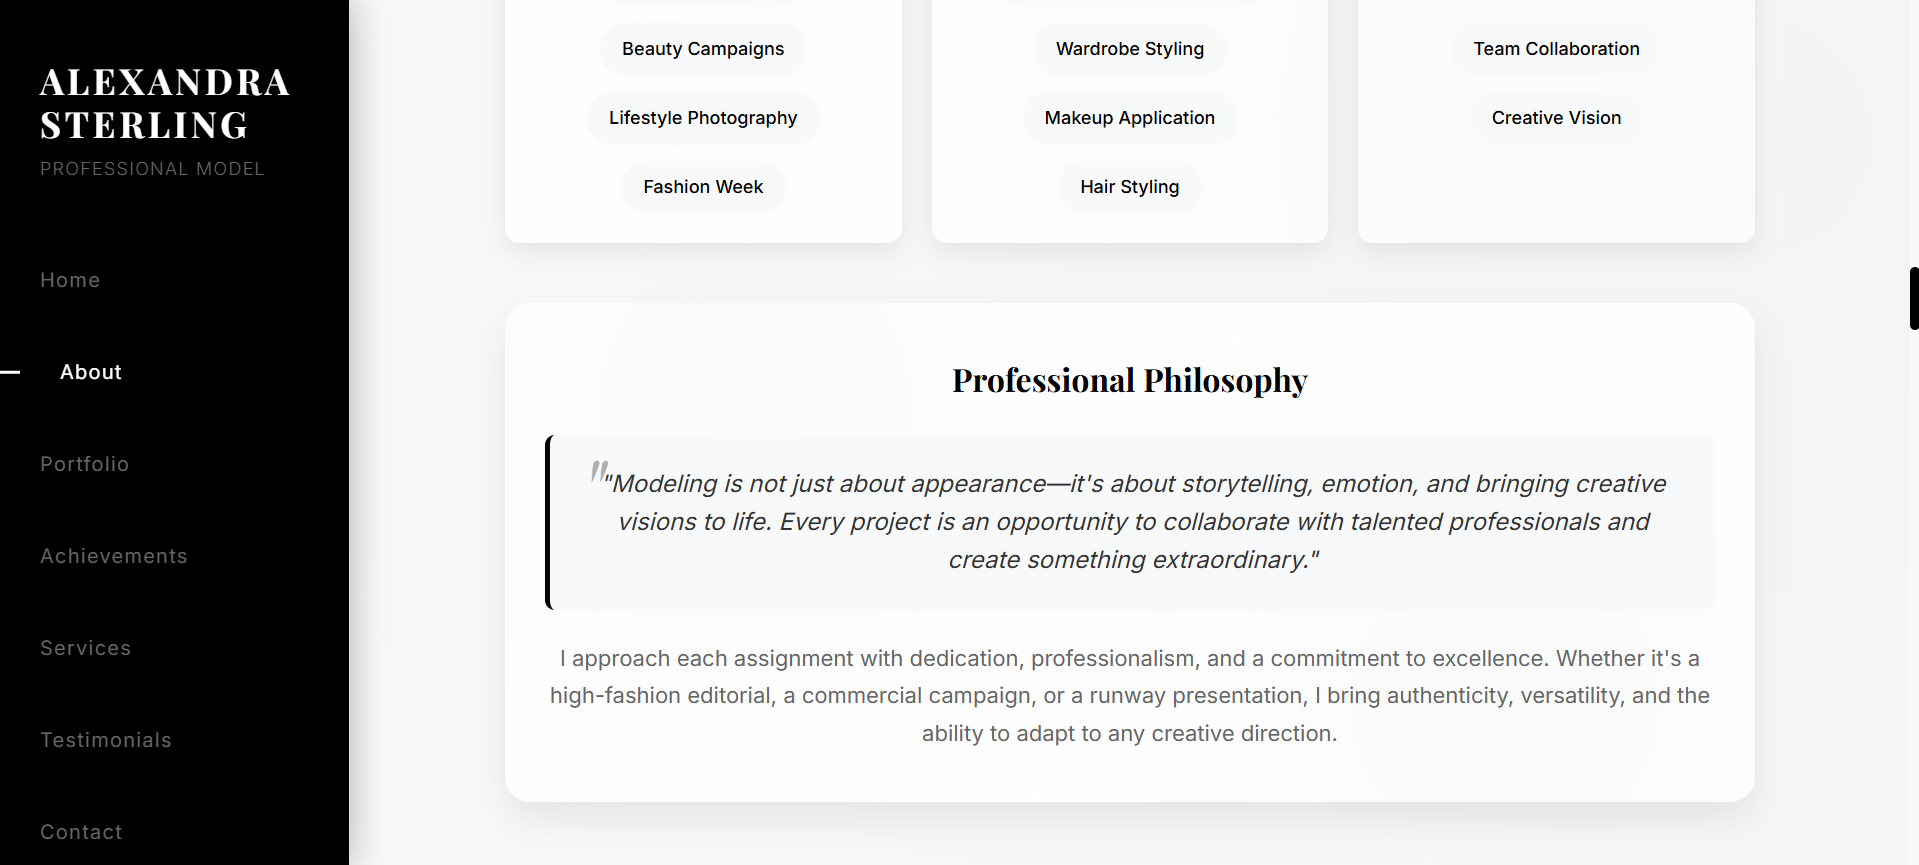 ALEXANDRA
STERLING
PROFESSIONAL MODEL
Home
About
Portfolio
Achievements
Services
Testimonials
Contact
Beauty Campaigns
Lifestyle Photography
Fashion Week
Wardrobe Styling
Makeup Application
Hair Styling
Team Collaboration
Creative Vision
Professional Philosophy
"
"Modeling is not just about appearance—it's about storytelling, emotion, and bringing creative
visions to life. Every project is an opportunity to collaborate with talented professionals and
create something extraordinary."
I approach each assignment with dedication, professionalism, and a commitment to excellence. Whether it's a
high-fashion editorial, a commercial campaign, or a runway presentation, I bring authenticity, versatility, and the
ability to adapt to any creative direction.